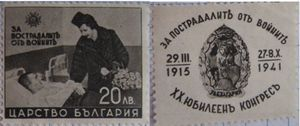 ЗА ПОСТРАДАЛИТѢ
ОТЪ ВОЙНИТѢ
20 ЛВ.
ЦАРСТВО БЪЛГАРИЯ
ЗА ПОСТРАДАЛИТѢ ОТЪ ВОЙНИТѢ
29.III.
1915
27-8.X.
1941
XX ЮБИЛЕЕНЪ КОНГРЕСЪ